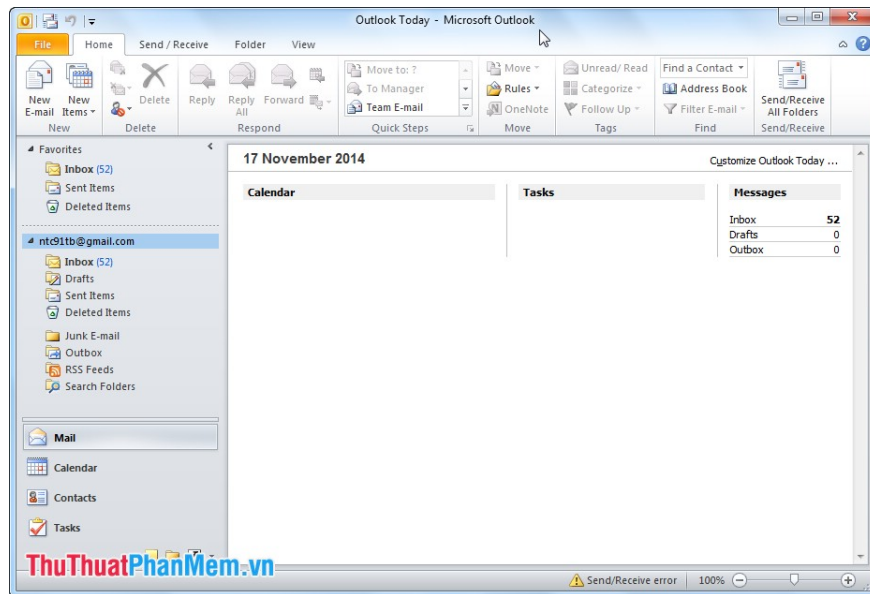 Outlook Today - Microsoft Outlook
File Home Send / Receive Folder View
New E-mail
New Items
Delete
Reply
Reply All
Forward
Move to: ?
To Manager
Team E-mail
Move
Rules
OneNote
Unread/ Read
Categorize
Follow Up
Find a Contact
Address Book
Filter E-mail
Send/Receive All Folders
New Delete Respond Quick Steps Move Tags Find Send/Receive
Favorites
Inbox (52)
Sent Items
Deleted Items
ntc91tb@gmail.com
Inbox (52)
Drafts
Sent Items
Deleted Items
Junk E-mail
Outbox
RSS Feeds
Search Folders
Mail
Calendar
Contacts
Tasks
17 November 2014
Customize Outlook Today ...
Calendar Tasks Messages
Inbox 52
Drafts 0
Outbox 0
ThuThuatPhanMem.vn
Send/Receive error 100%